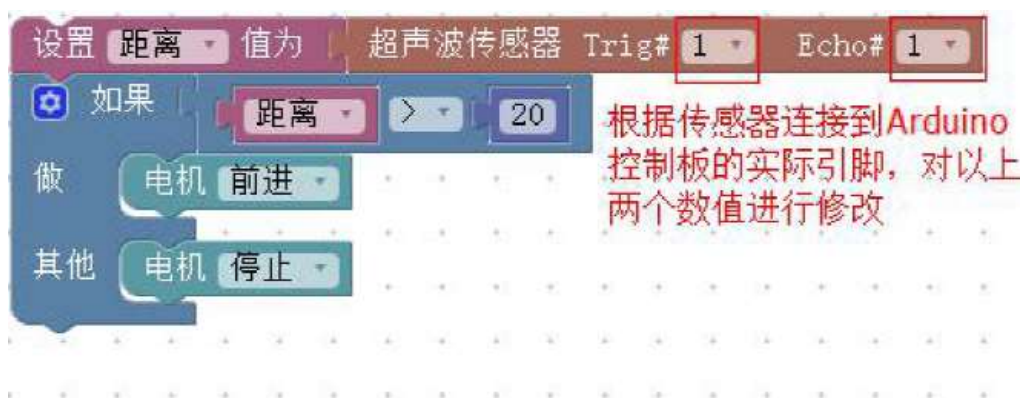 设置 距离 值为 超声波传感器 Trig# 1 Echo# 1
如果 距离 > 20
做 电机 前进
其他 电机 停止
根据传感器连接到Arduino
控制板的实际引脚，对以上
两个数值进行修改